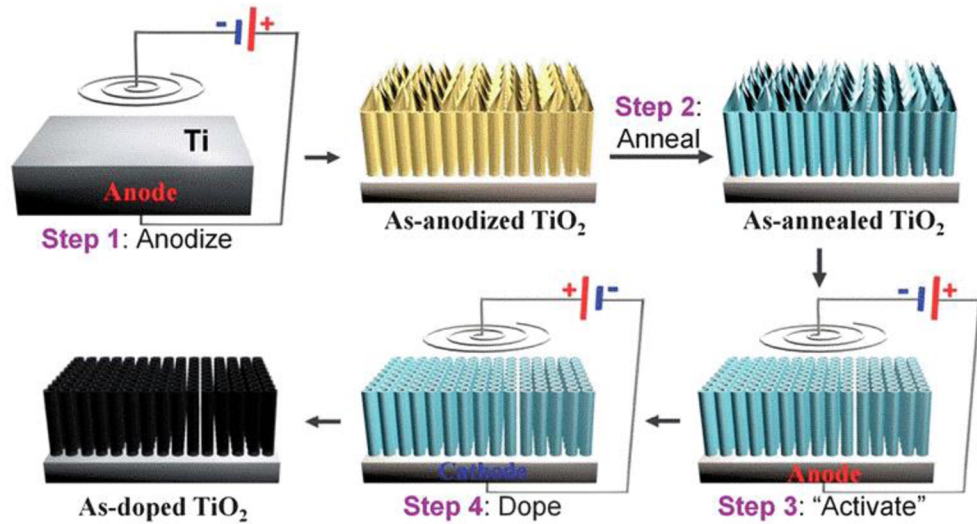 - +
Ti
Anode
Step 1: Anodize
As-anodized TiO₂
Step 2:
Anneal
As-annealed TiO₂
- +
Anode
Step 3: “Activate”
+ -
Cathode
Step 4: Dope
As-doped TiO₂